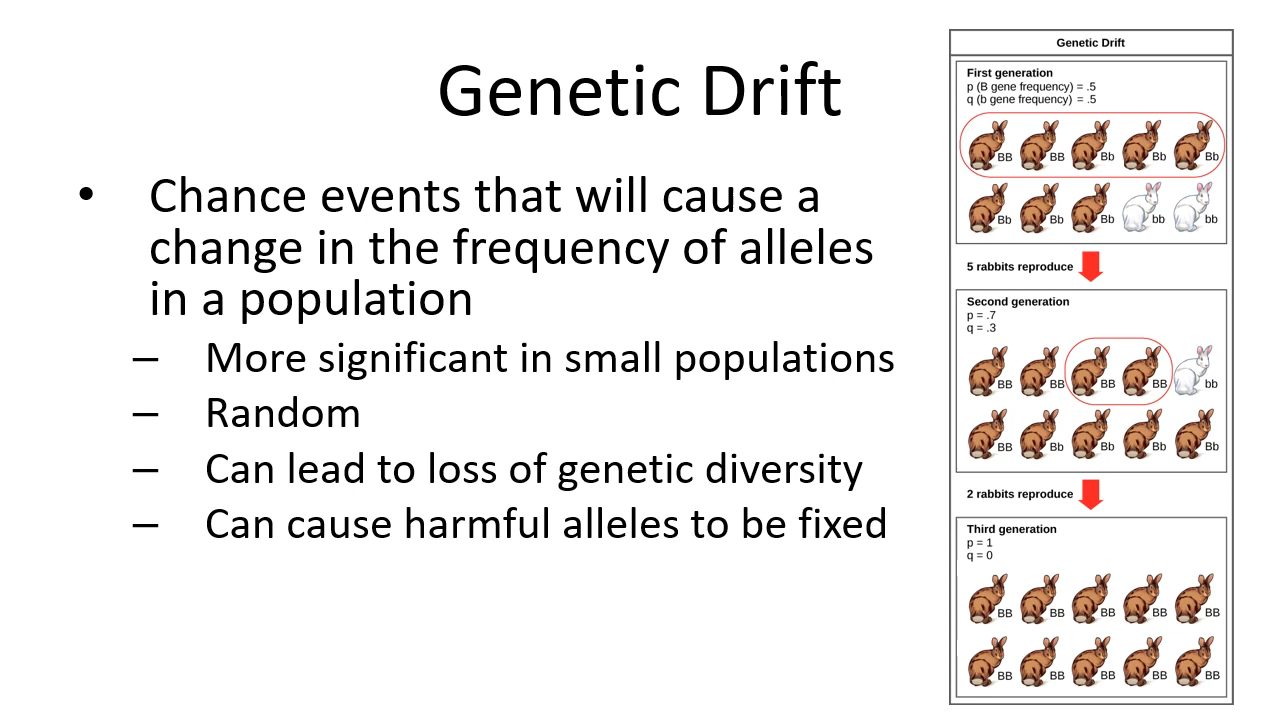 Genetic Drift
• Chance events that will cause a
change in the frequency of alleles
in a population
– More significant in small populations
– Random
– Can lead to loss of genetic diversity
– Can cause harmful alleles to be fixed
Genetic Drift
First generation
p (B gene frequency) = .5
q (b gene frequency) = .5
BB BB Bb Bb Bb
Bb Bb Bb bb bb
5 rabbits reproduce
Second generation
p = .7
q = .3
BB BB BB BB bb
BB Bb Bb Bb Bb
2 rabbits reproduce
Third generation
p = 1
q = 0
BB BB BB BB BB
BB BB BB BB BB